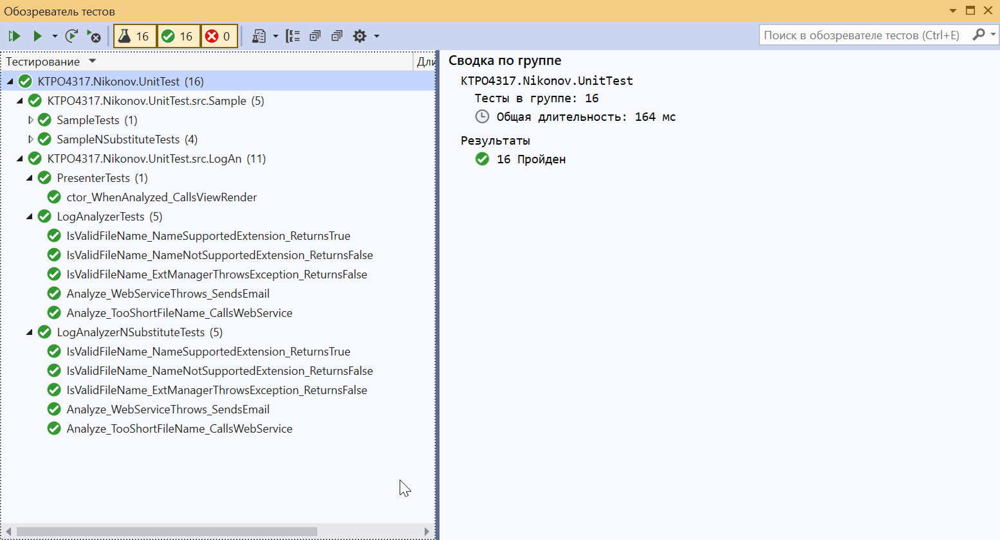 Обозреватель тестов
16 16 0
Поиск в обозревателе тестов (Ctrl+E)
Тестирование Дли
KTPO4317.Nikonov.UnitTest (16)
KTPO4317.Nikonov.UnitTest.src.Sample (5)
SampleTests (1)
SampleNSubstituteTests (4)
KTPO4317.Nikonov.UnitTest.src.LogAn (11)
PresenterTests (1)
ctor_WhenAnalyzed_CallsViewRender
LogAnalyzerTests (5)
IsValidFileName_NameSupportedExtension_ReturnsTrue
IsValidFileName_NameNotSupportedExtension_ReturnsFalse
IsValidFileName_ExtManagerThrowsException_ReturnsFalse
Analyze_WebServiceThrows_SendsEmail
Analyze_TooShortFileName_CallsWebService
LogAnalyzerNSubstituteTests (5)
IsValidFileName_NameSupportedExtension_ReturnsTrue
IsValidFileName_NameNotSupportedExtension_ReturnsFalse
IsValidFileName_ExtManagerThrowsException_ReturnsFalse
Analyze_WebServiceThrows_SendsEmail
Analyze_TooShortFileName_CallsWebService
Сводка по группе
KTPO4317.Nikonov.UnitTest
Тесты в группе: 16
Общая длительность: 164 мс
Результаты
16 Пройден